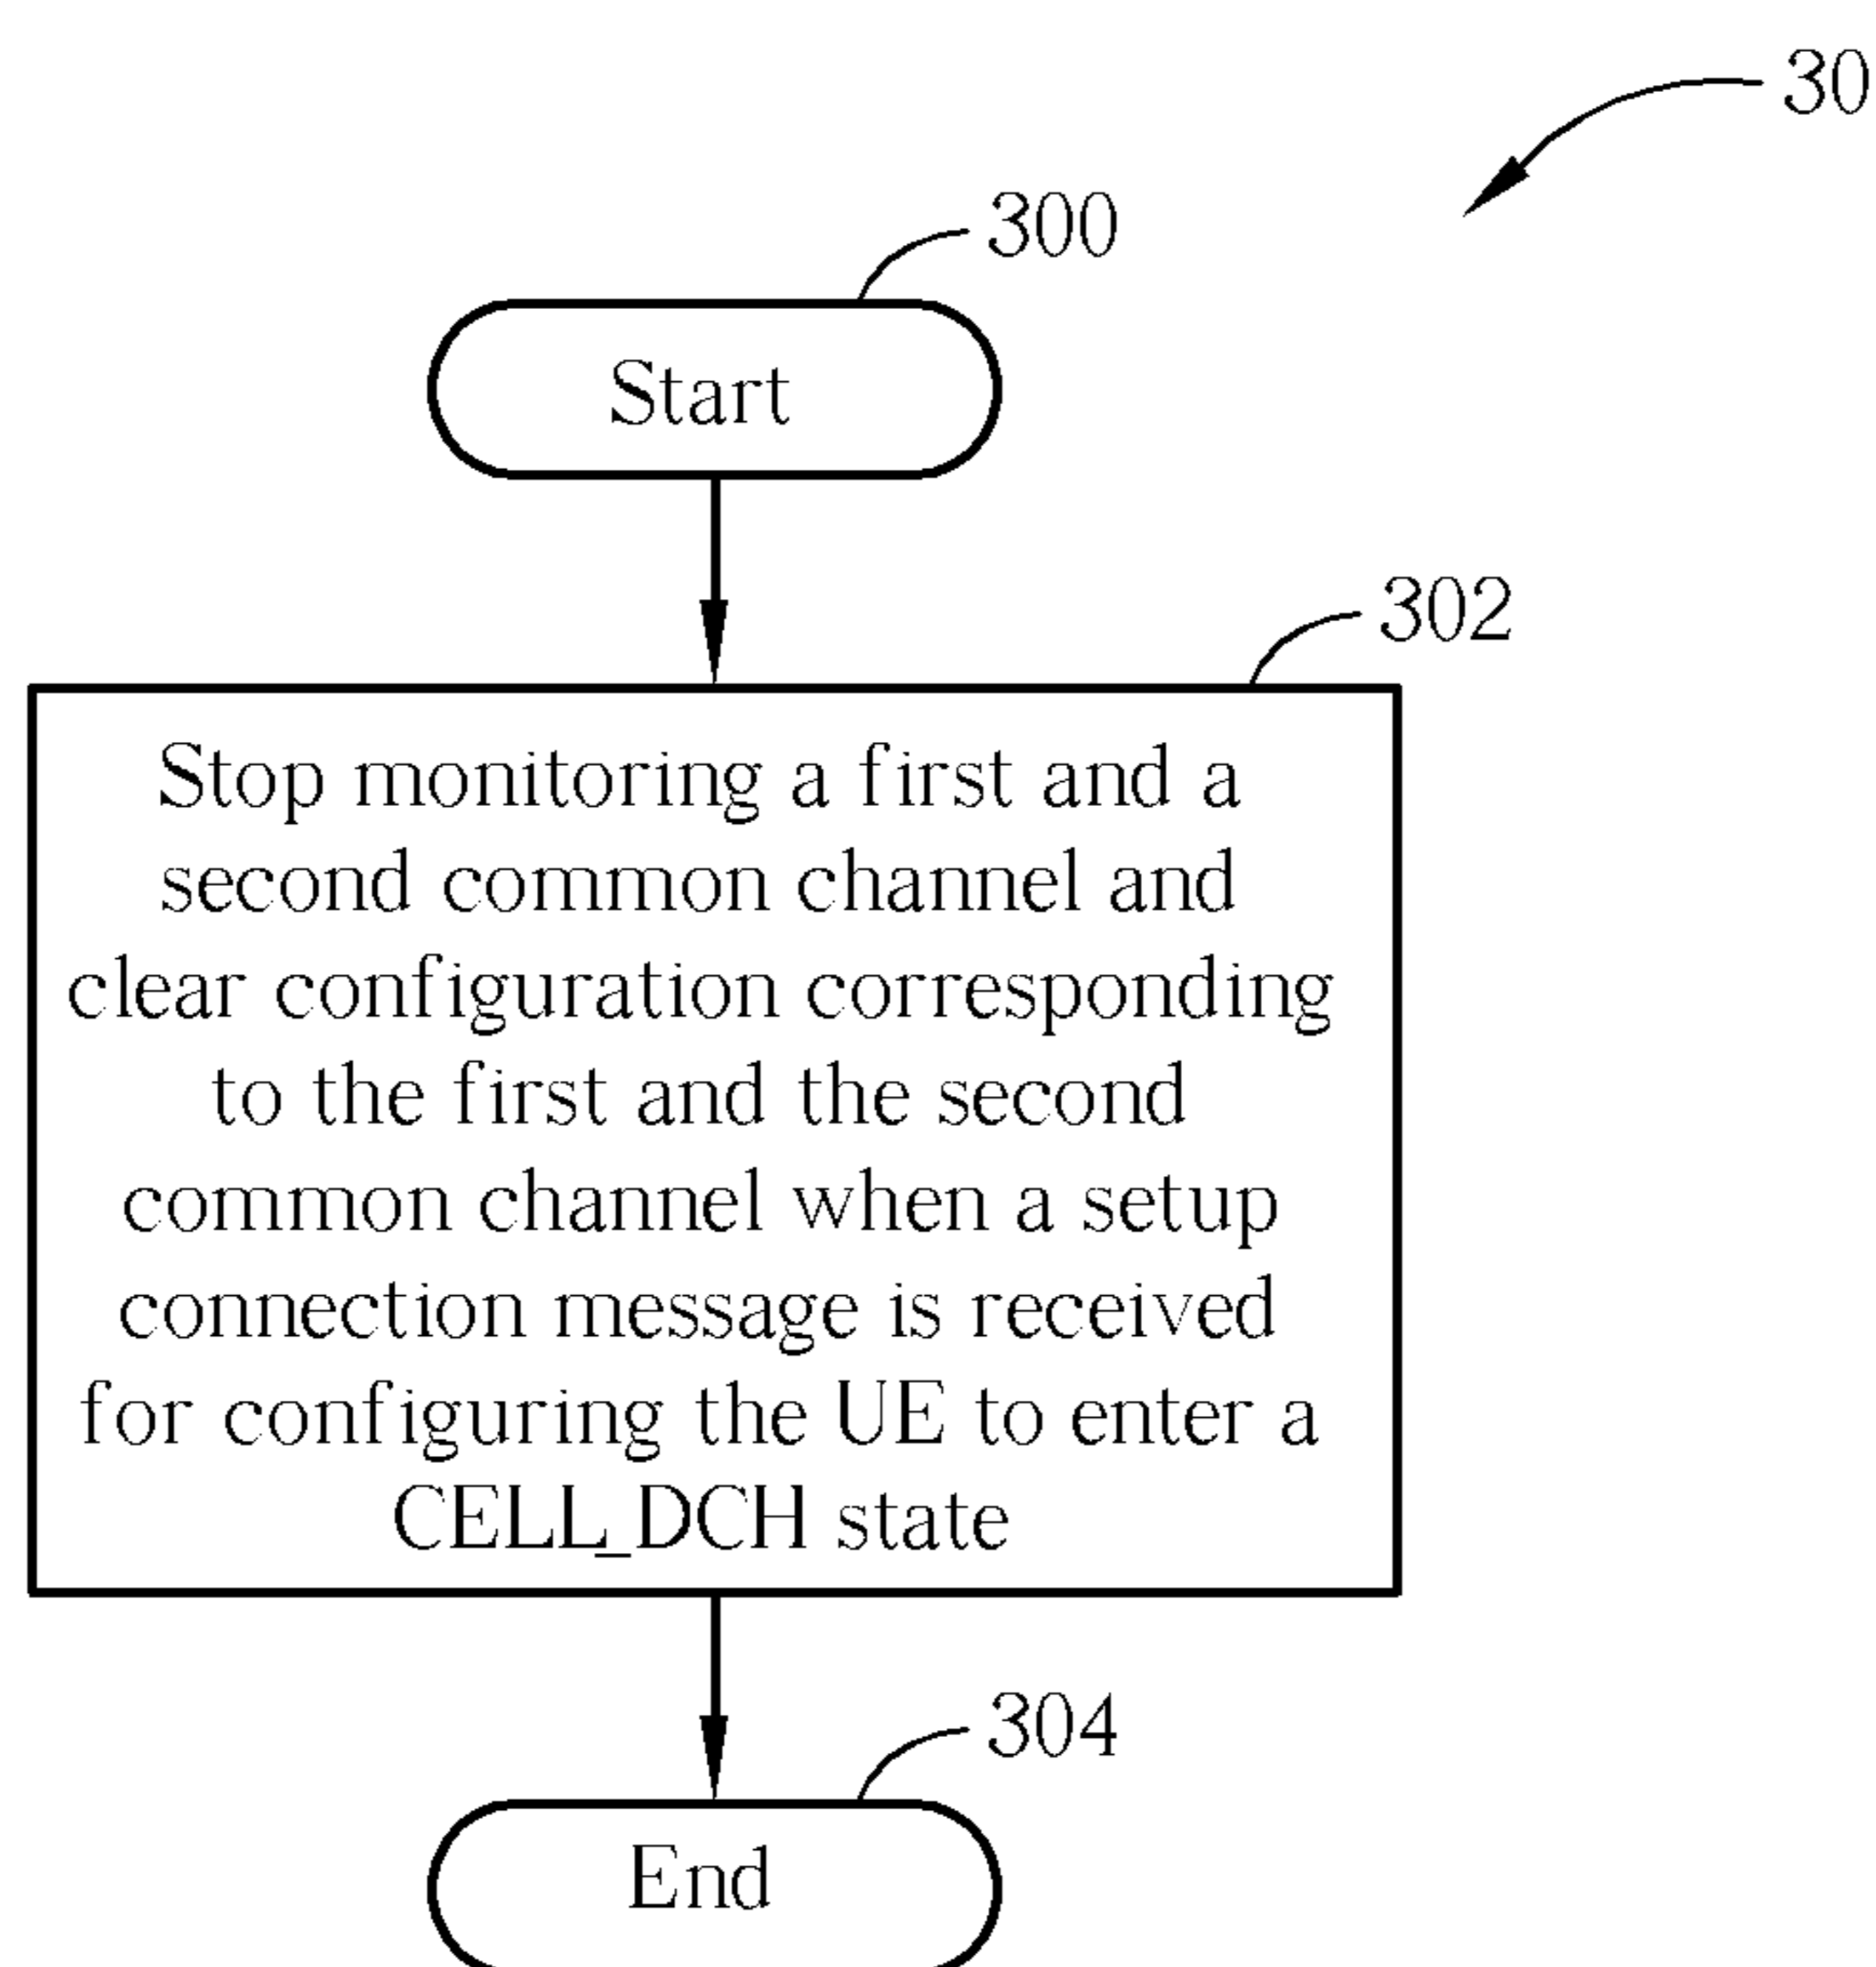 30
300
Start
302
Stop monitoring a first and a
second common channel and
clear configuration corresponding
to the first and the second
common channel when a setup
connection message is received
for configuring the UE to enter a
CELL_DCH state
304
End